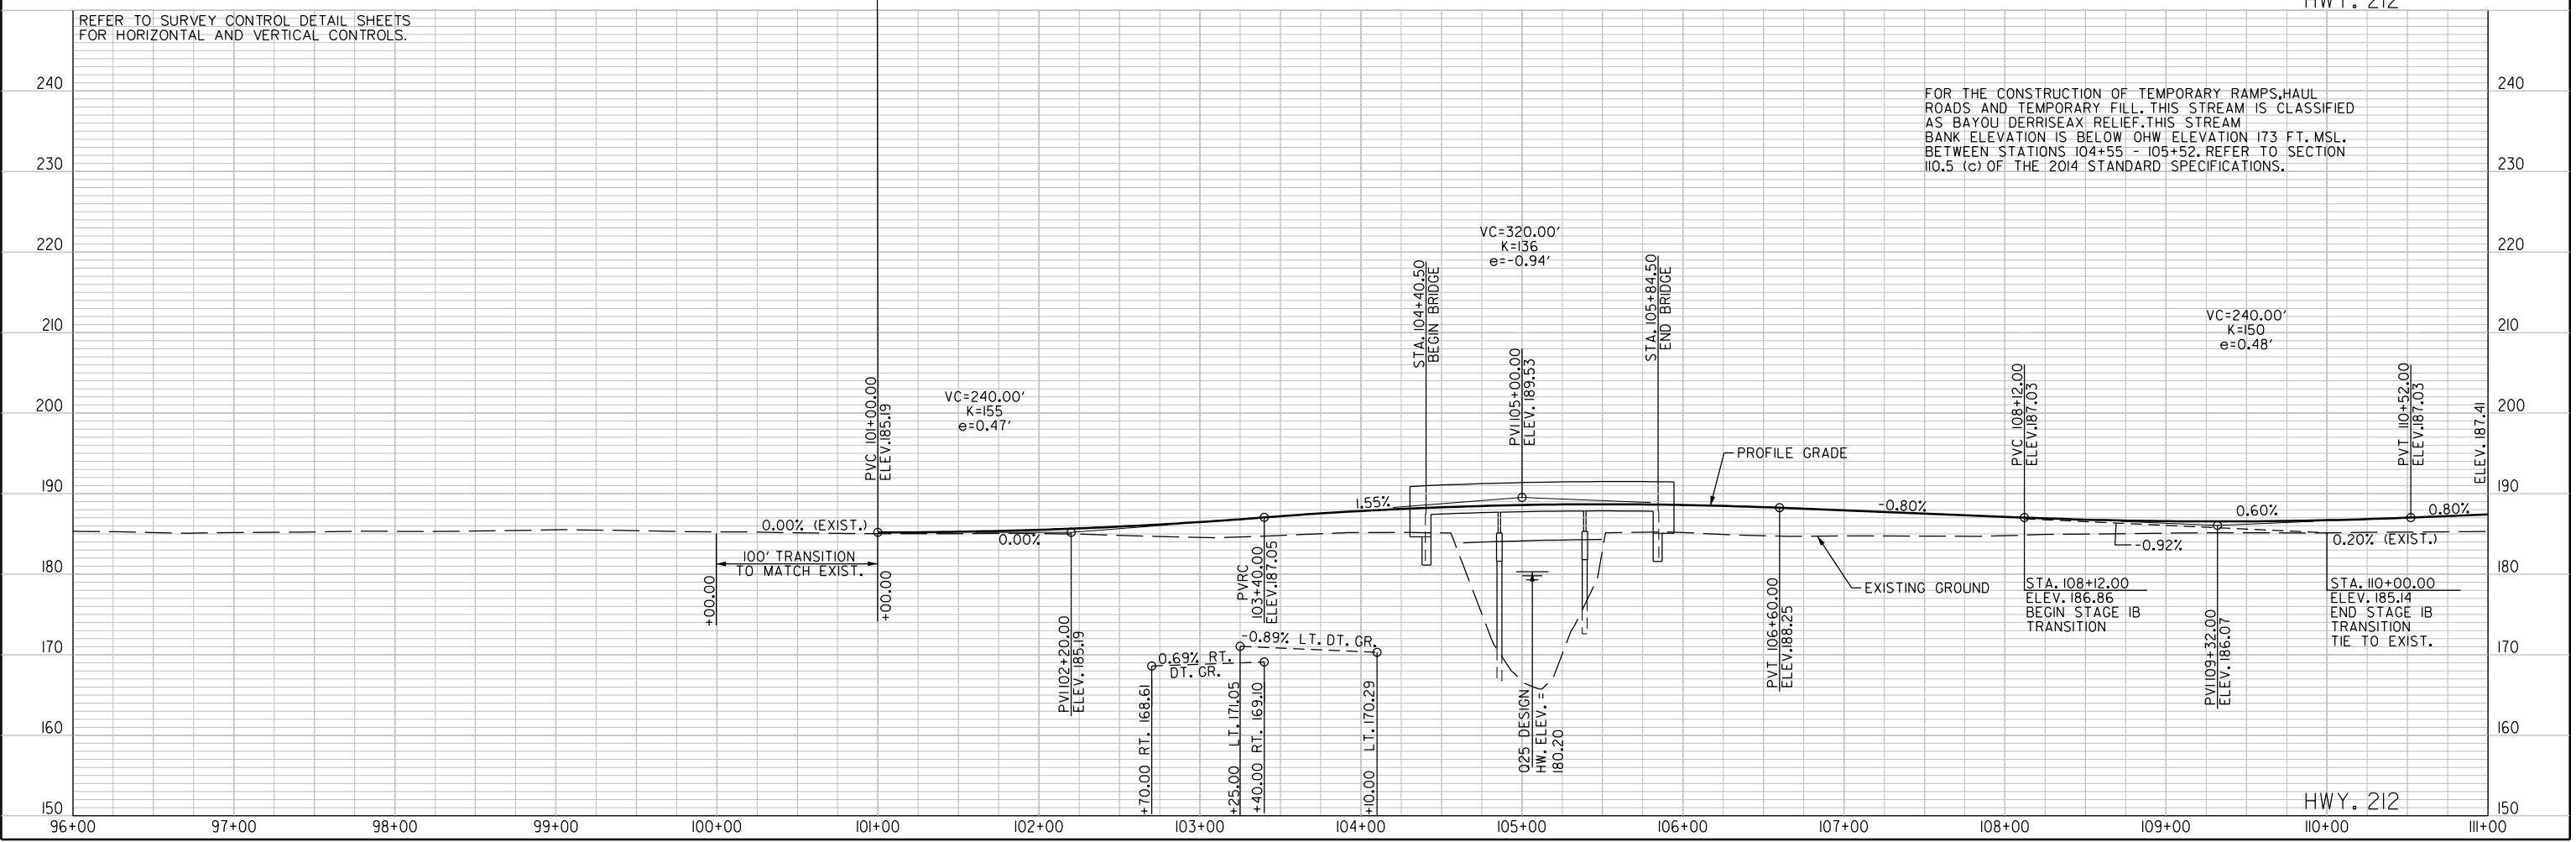 HWY. 212
REFER TO SURVEY CONTROL DETAIL SHEETS
FOR HORIZONTAL AND VERTICAL CONTROLS.
240
230
220
210
200
190
180
170
160
150
FOR THE CONSTRUCTION OF TEMPORARY RAMPS,HAUL
ROADS AND TEMPORARY FILL. THIS STREAM IS CLASSIFIED
AS BAYOU DERRISEAX RELIEF.THIS STREAM
BANK ELEVATION IS BELOW OHW ELEVATION 173 FT. MSL.
BETWEEN STATIONS 104+55 - 105+52. REFER TO SECTION
110.5 (c) OF THE 2014 STANDARD SPECIFICATIONS.
240
230
220
210
200
190
180
170
160
150
VC=320.00'
K=136
e=-0.94'
STA. 104+40.50
BEGIN BRIDGE
STA. 105+84.50
END BRIDGE
VC=240.00'
K=150
e=0.48'
PVI 105+00.00
ELEV. 189.53
PVC 101+00.00
ELEV.185.19
VC=240.00'
K=155
e=0.47'
PVC 108+12.00
ELEV.187.03
PVT 110+52.00
ELEV.187.03
ELEV. 187.41
PROFILE GRADE
1.55%
-0.80%
0.60%
0.80%
0.00% (EXIST.)
0.00%
-0.92%
0.20% (EXIST.)
100' TRANSITION
TO MATCH EXIST.
+00.00
+00.00
PVI 102+20.00
ELEV. 185.19
PVRC
103+40.00
ELEV.187.05
EXISTING GROUND
PVT 106+60.00
ELEV.188.25
STA. 108+12.00
ELEV. 186.86
BEGIN STAGE 1B
TRANSITION
PVI 109+32.00
ELEV. 186.07
STA. 110+00.00
ELEV. 185.14
END STAGE 1B
TRANSITION
TIE TO EXIST.
-0.89% LT. DT. GR.
0.69% RT.
DT. GR.
+70.00 RT. 168.61
+25.00 LT. 171.05
+40.00 RT. 169.10
+10.00 LT. 170.29
Q25 DESIGN
HW. ELEV. =
180.20
HWY. 212
96+00
97+00
98+00
99+00
100+00
101+00
102+00
103+00
104+00
105+00
106+00
107+00
108+00
109+00
110+00
111+00